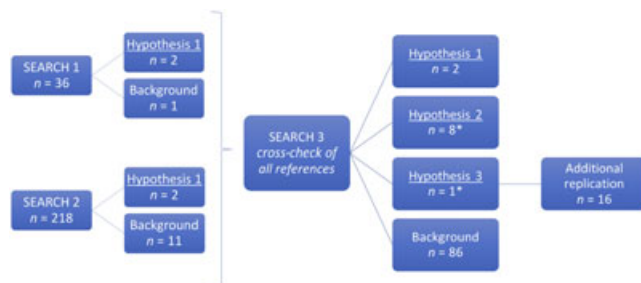 SEARCH 1
n = 36
Hypothesis 1
n = 2
Background
n = 1
SEARCH 2
n = 218
Hypothesis 1
n = 2
Background
n = 11
SEARCH 3
cross-check of
all references
Hypothesis 1
n = 2
Hypothesis 2
n = 8*
Hypothesis 3
n = 1*
Background
n = 86
Additional
replication
n = 16